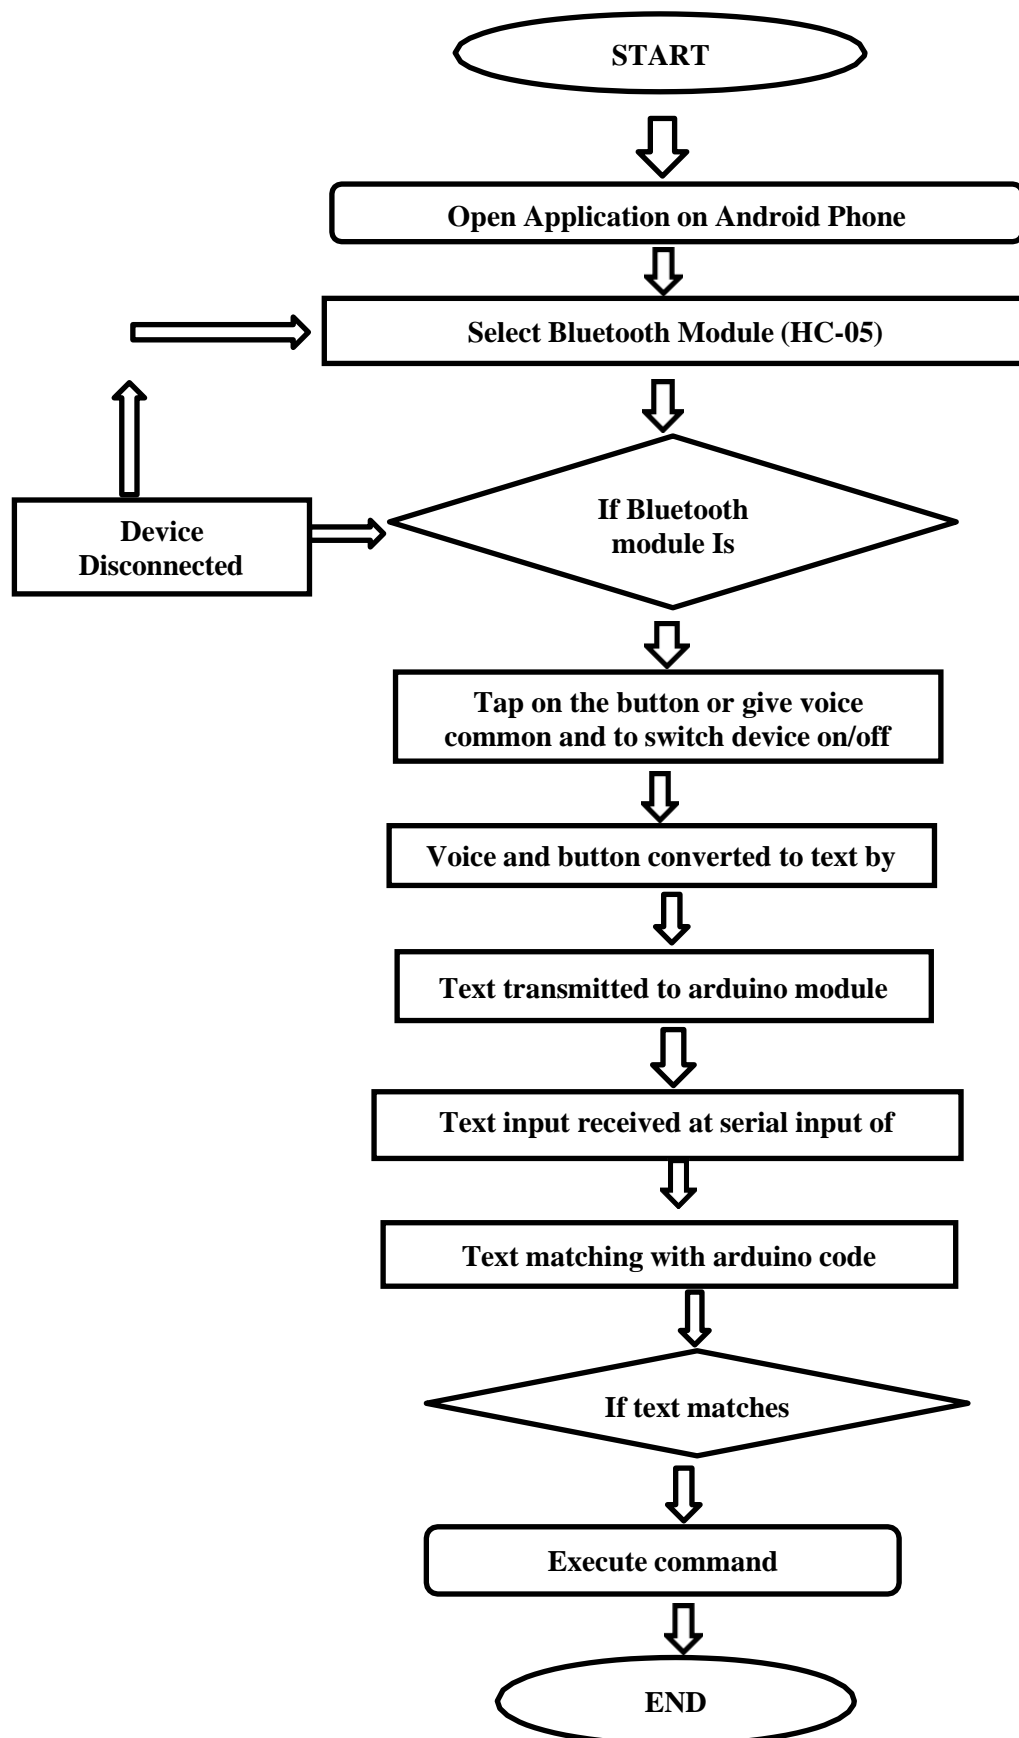 START
Open Application on Android Phone
Select Bluetooth Module (HC-05)
If Bluetooth
module Is
Device
Disconnected
Tap on the button or give voice
common and to switch device on/off
Voice and button converted to text by
Text transmitted to arduino module
Text input received at serial input of
Text matching with arduino code
If text matches
Execute command
END